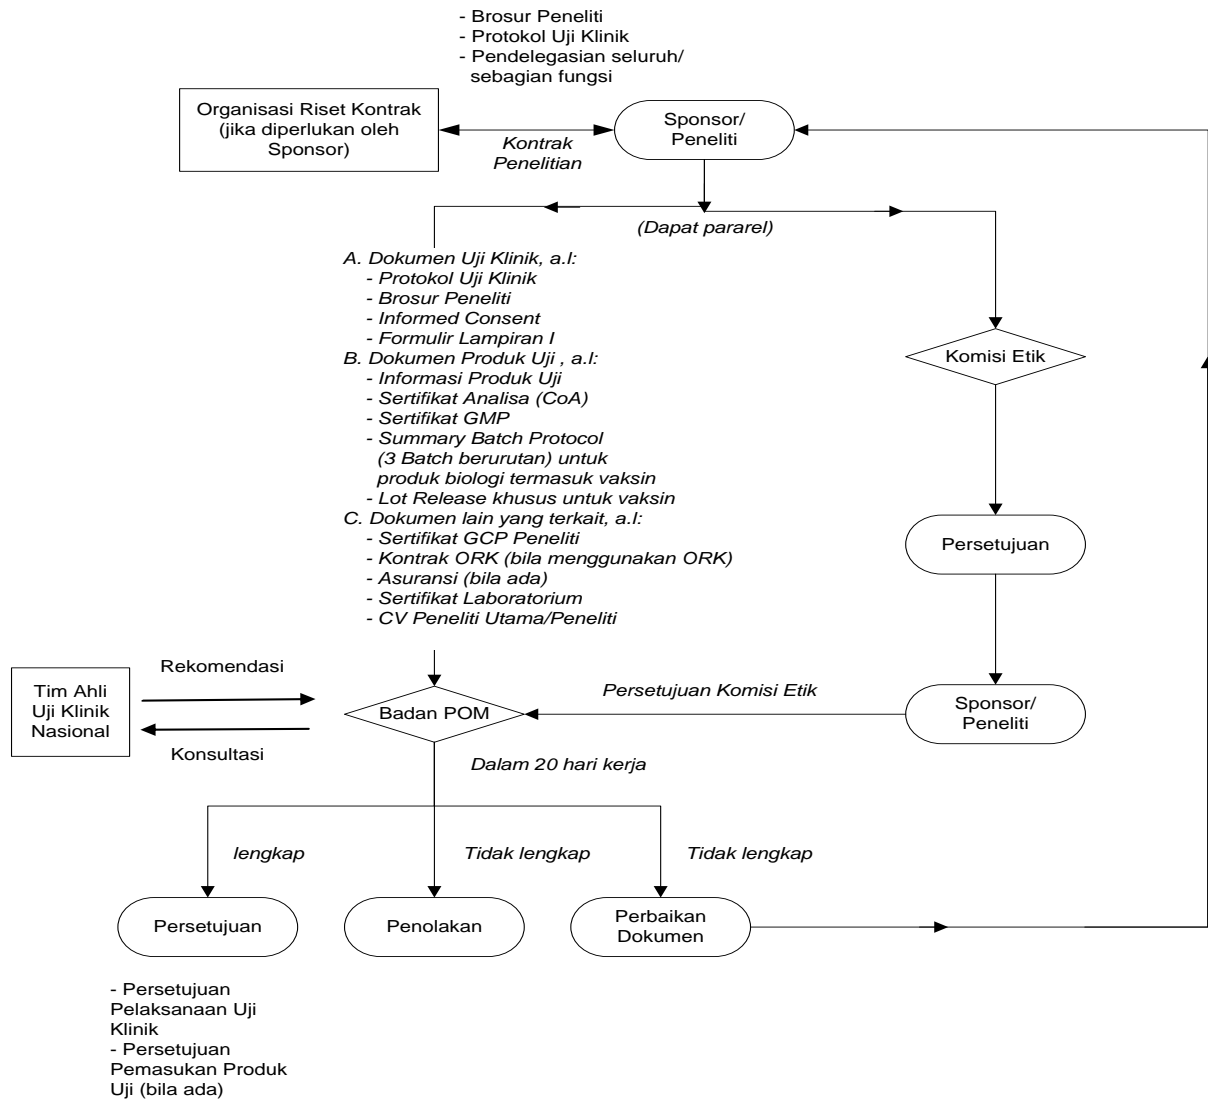 - Brosur Peneliti
- Protokol Uji Klinik
- Pendelegasian seluruh/
sebagian fungsi
Organisasi Riset Kontrak
(jika diperlukan oleh
Sponsor)
Kontrak
Penelitian
Sponsor/
Peneliti
(Dapat pararel)
A. Dokumen Uji Klinik, a.l:
- Protokol Uji Klinik
- Brosur Peneliti
- Informed Consent
- Formulir Lampiran I
B. Dokumen Produk Uji , a.l:
- Informasi Produk Uji
- Sertifikat Analisa (CoA)
- Sertifikat GMP
- Summary Batch Protocol
(3 Batch berurutan) untuk
produk biologi termasuk vaksin
- Lot Release khusus untuk vaksin
C. Dokumen lain yang terkait, a.l:
- Sertifikat GCP Peneliti
- Kontrak ORK (bila menggunakan ORK)
- Asuransi (bila ada)
- Sertifikat Laboratorium
- CV Peneliti Utama/Peneliti
Komisi Etik
Persetujuan
Sponsor/
Peneliti
Persetujuan Komisi Etik
Tim Ahli
Uji Klinik
Nasional
Rekomendasi
Konsultasi
Badan POM
Dalam 20 hari kerja
lengkap
Tidak lengkap
Tidak lengkap
Persetujuan
Penolakan
Perbaikan
Dokumen
- Persetujuan
Pelaksanaan Uji
Klinik
- Persetujuan
Pemasukan Produk
Uji (bila ada)